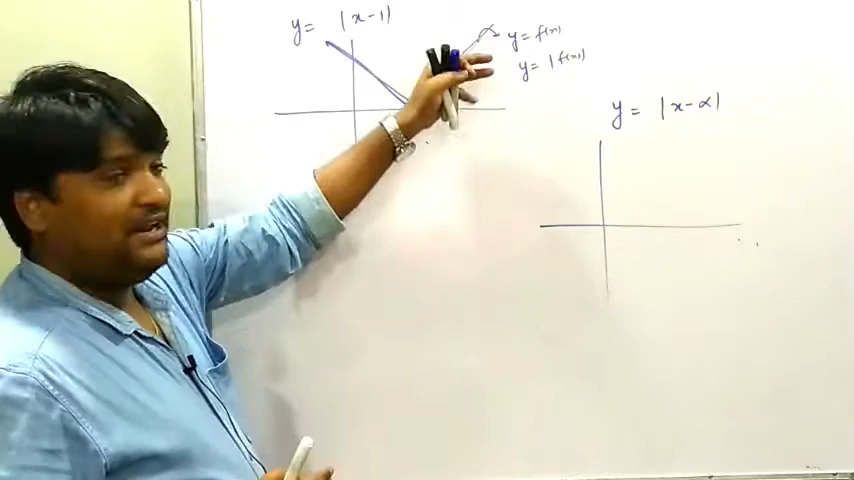 y = |x-1|
y = f(x)
y = |f(x)|
y = |x-α|